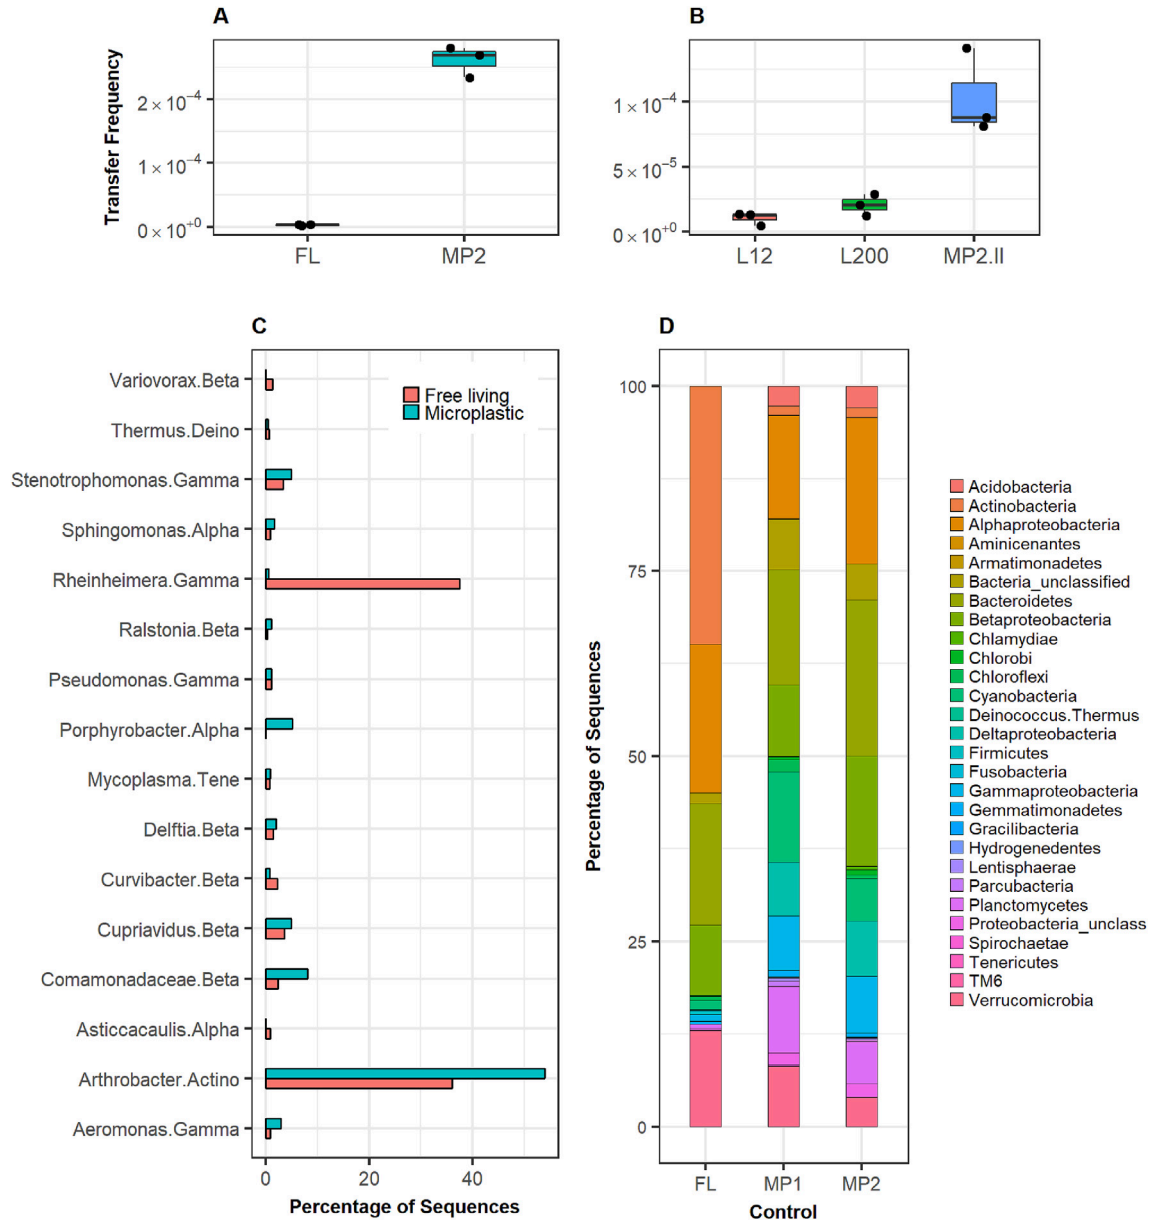 A
B
Transfer Frequency
2 × 10⁻⁴
1 × 10⁻⁴
0 × 10⁺⁰
FL
MP2
1 × 10⁻⁴
5 × 10⁻⁵
0 × 10⁺⁰
L12
L200
MP2.II
C
D
Variovorax.Beta
Thermus.Deino
Stenotrophomonas.Gamma
Sphingomonas.Alpha
Rheinheimera.Gamma
Ralstonia.Beta
Pseudomonas.Gamma
Porphyrobacter.Alpha
Mycoplasma.Tene
Delftia.Beta
Curvibacter.Beta
Cupriavidus.Beta
Comamonadaceae.Beta
Asticcacaulis.Alpha
Arthrobacter.Actino
Aeromonas.Gamma
Free living
Microplastic
0
20
40
Percentage of Sequences
Percentage of Sequences
100
75
50
25
0
FL
MP1
MP2
Control
Acidobacteria
Actinobacteria
Alphaproteobacteria
Aminicenantes
Armatimonadetes
Bacteria_unclassified
Bacteroidetes
Betaproteobacteria
Chlamydiae
Chlorobi
Chloroflexi
Cyanobacteria
Deinococcus.Thermus
Deltaproteobacteria
Firmicutes
Fusobacteria
Gammaproteobacteria
Gemmatimonadetes
Gracilibacteria
Hydrogenedentes
Lentisphaerae
Parcubacteria
Planctomycetes
Proteobacteria_unclass
Spirochaetae
Tenericutes
TM6
Verrucomicrobia